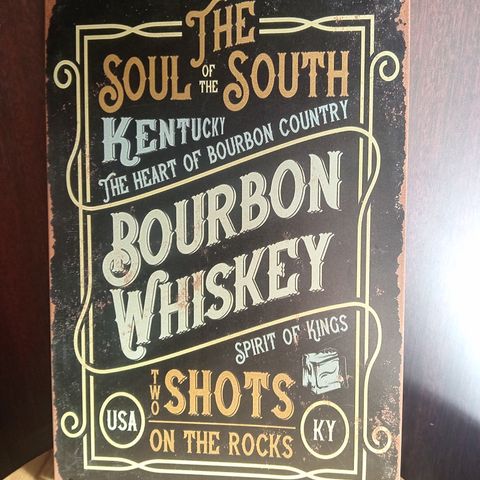 THE
SOUL OF THE SOUTH
KENTUCKY
THE HEART OF BOURBON COUNTRY
BOURBON
WHISKEY
SPIRIT OF KINGS
TWO SHOTS
USA
ON THE ROCKS
KY